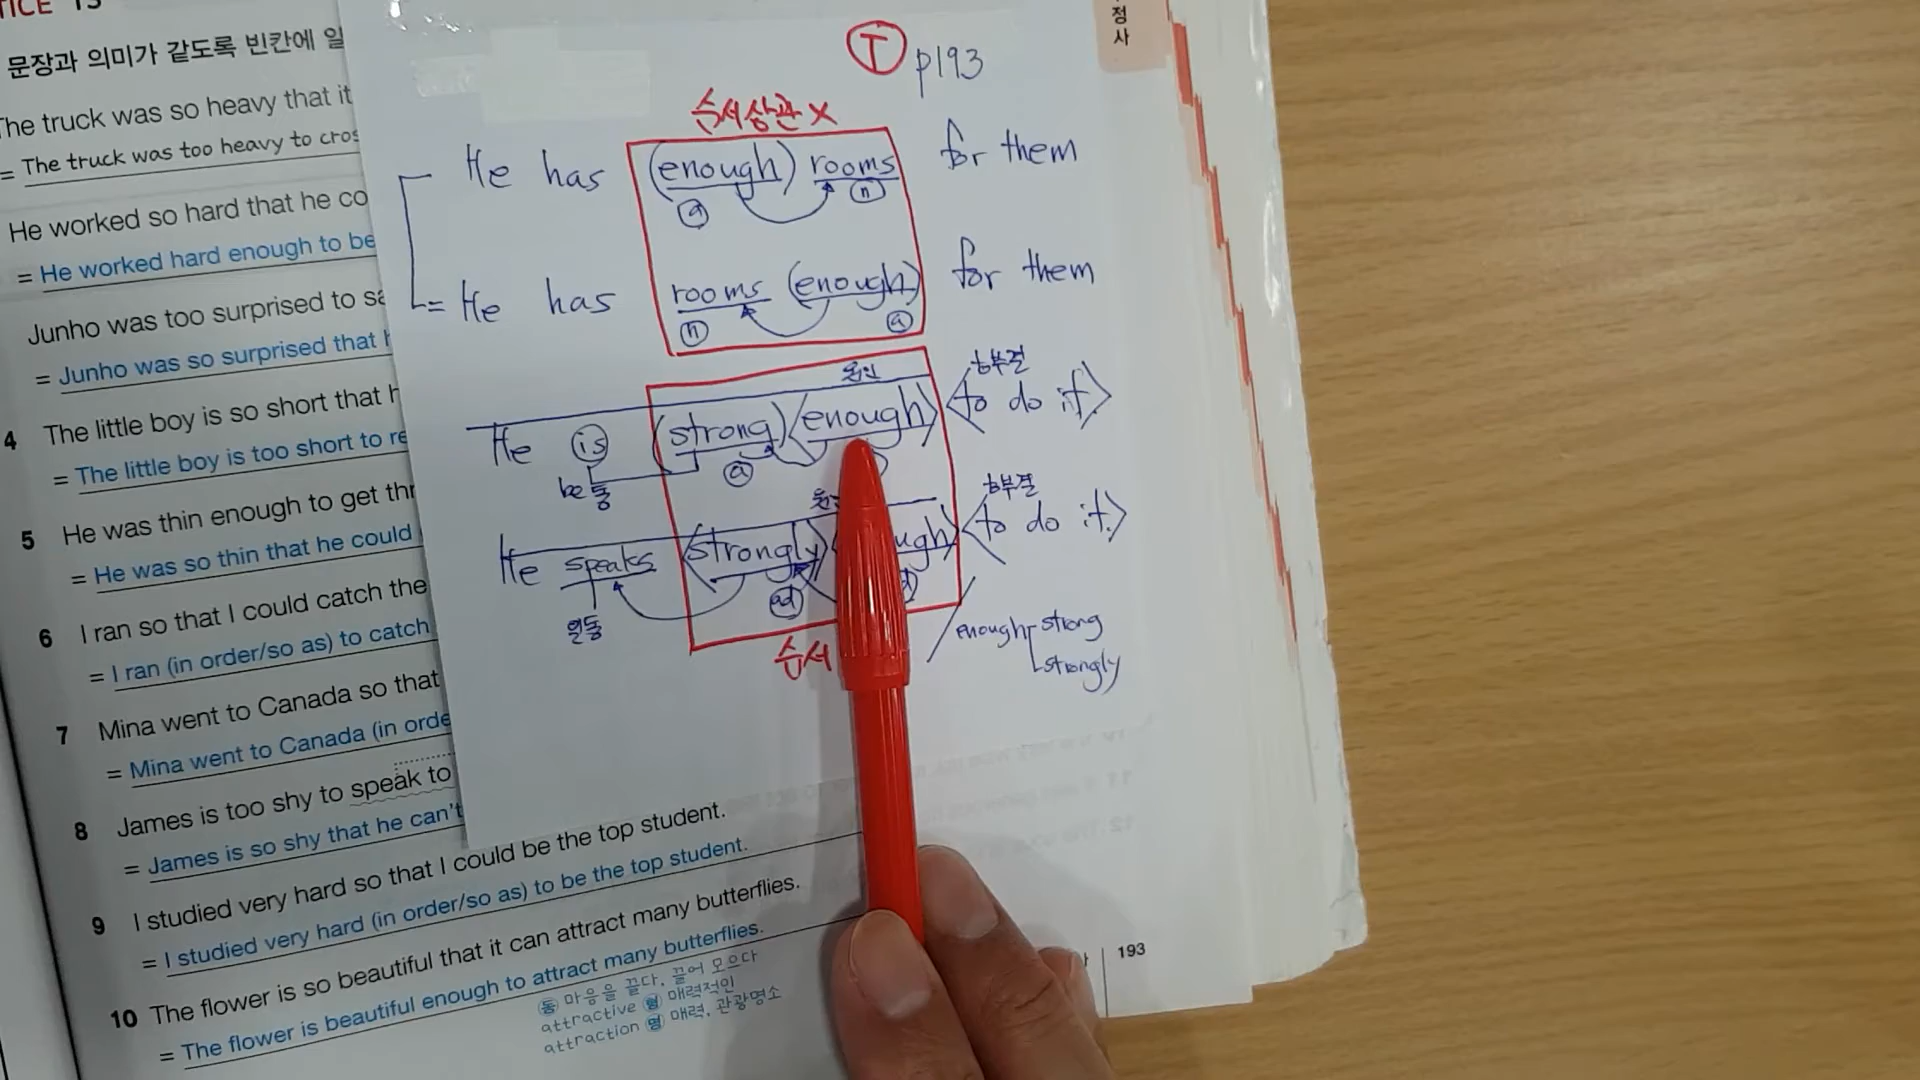 문장과 의미가 같도록 빈칸에
The truck was so heavy that it
= The truck was too heavy to
He worked so hard that he
= He worked hard enough to be
Junho was too surprised to
= Junho was so surprised that
4 The little boy is so short that
= The little boy is too short to
5 He was thin enough to get
= He was so thin that he could
6 I ran so that I could catch the
= I ran (in order/so as) to catch
7 Mina went to Canada so that
= Mina went to Canada (in
8 James is too shy to speak to
= James is so shy that he can't
9 I studied very hard so that I could be the top student.
= I studied very hard (in order/so as) to be the top student.
10 The flower is so beautiful that it can attract many butterflies.
= The flower is beautiful enough to attract many butterflies.
동 마음을 끌다, 끌어 모으다
attractive 형 매력적인
attraction 명 매력, 관광명소
T p193
순서상관 X
He has (enough) rooms for them
a n
= He has rooms (enough) for them
n a
원인 to부결
He is (strong) <enough> <to do it.>
be동 a
to부결
He speaks <strongly> <to do it.>
일동 ad
순서
enough strong
strongly
정
사
193